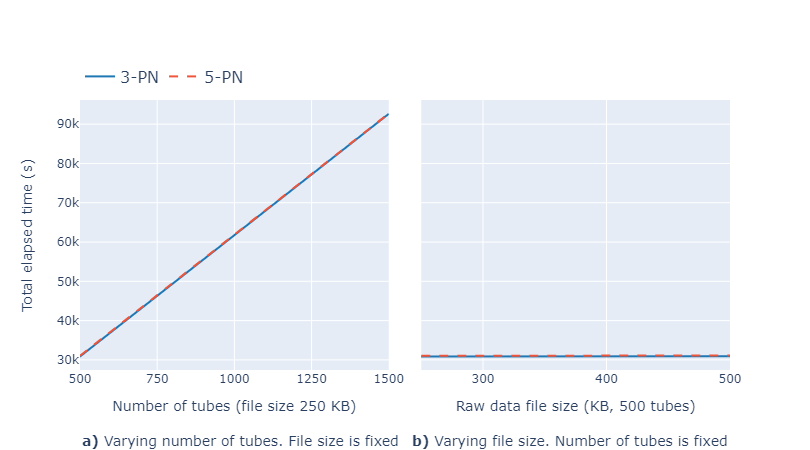 3-PN 5-PN
90k
80k
70k
60k
50k
40k
30k
Total elapsed time (s)
500 750 1000 1250 1500
300 400 500
Number of tubes (file size 250 KB)
Raw data file size (KB, 500 tubes)
a) Varying number of tubes. File size is fixed
b) Varying file size. Number of tubes is fixed